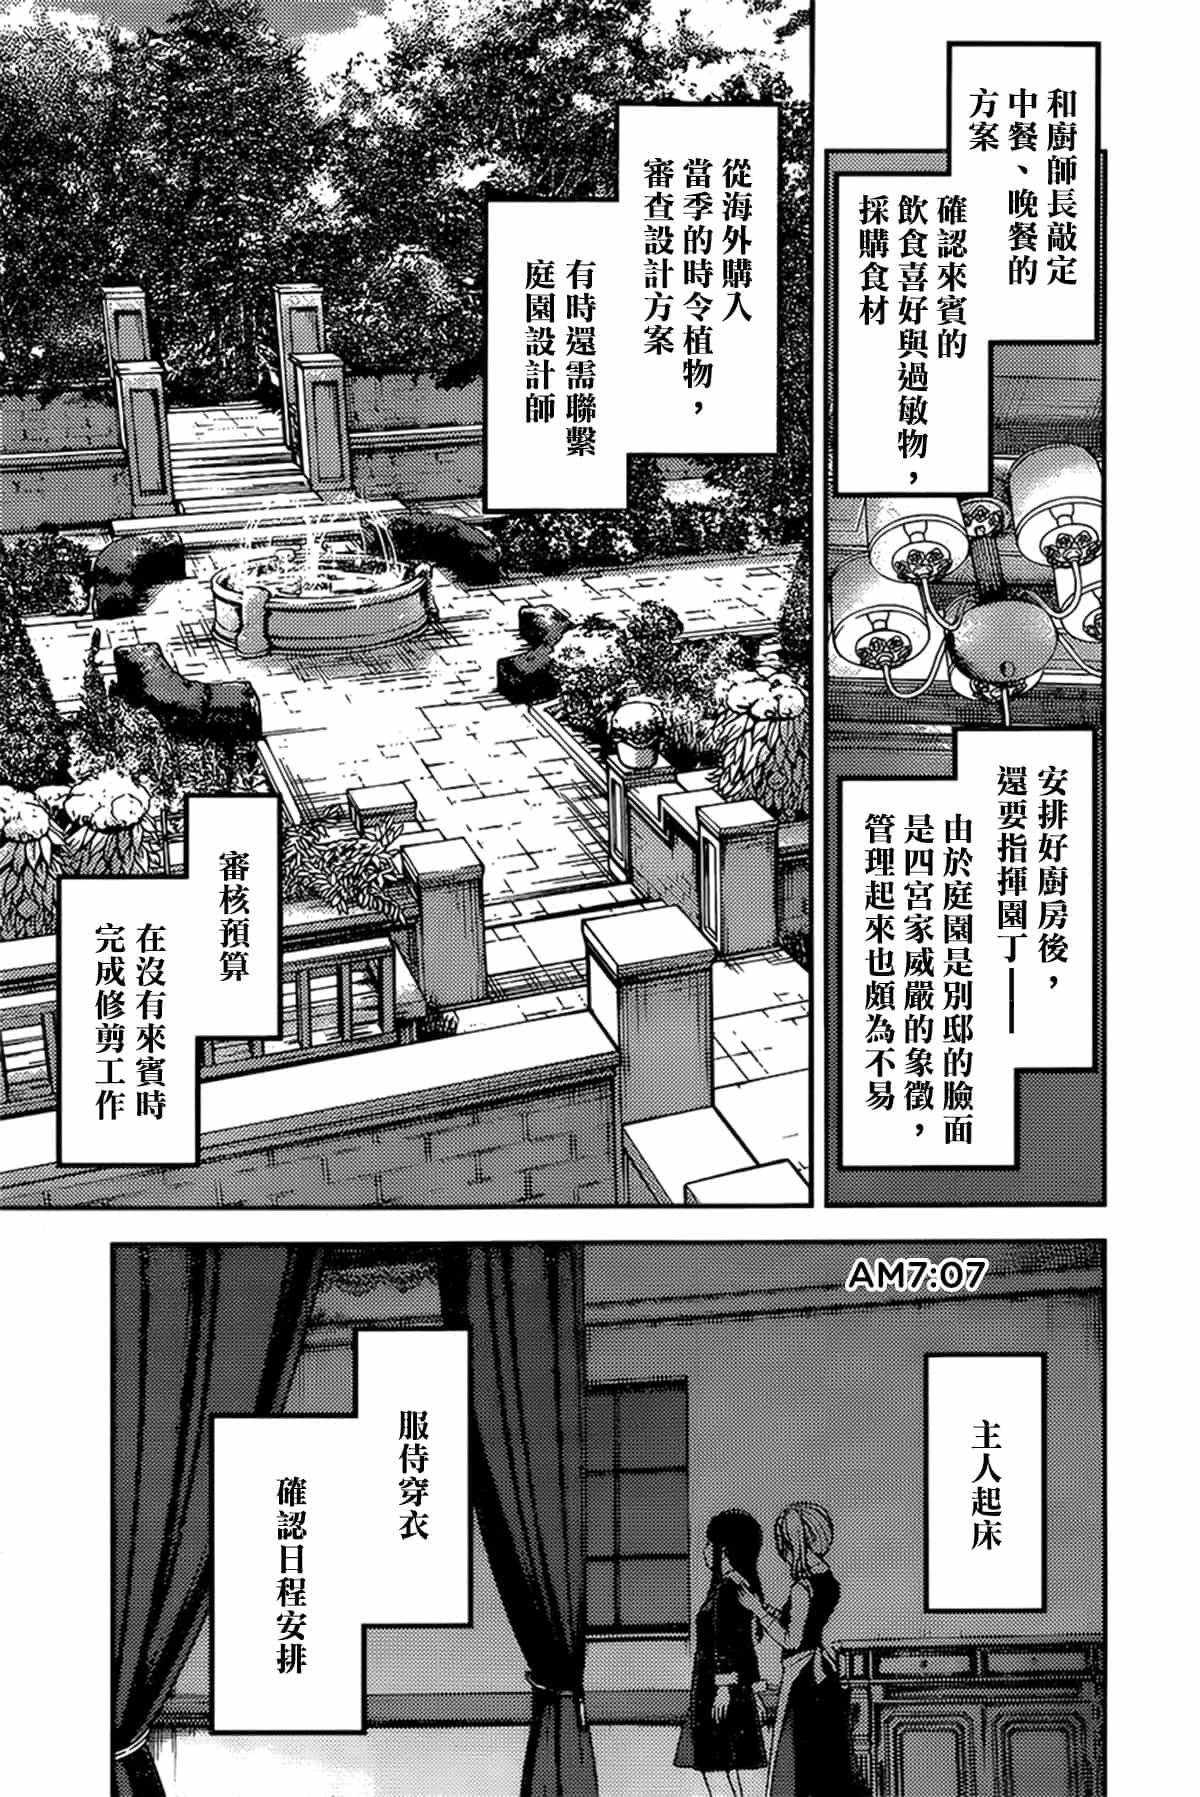 和廚師長敲定
中餐、晚餐的
方案
確認來賓的
飲食喜好與過敏物，
採購食材
安排好廚房後，
還要指揮園丁——
由於庭園是別邸的臉面
是四宮家威嚴的象徵，
管理起來也頗為不易
從海外購入
當季的時令植物，
審查設計方案
有時還需聯繫
庭園設計師
審核預算
在沒有來賓時
完成修剪工作
AM7:07
主人起床
服侍穿衣
確認日程安排